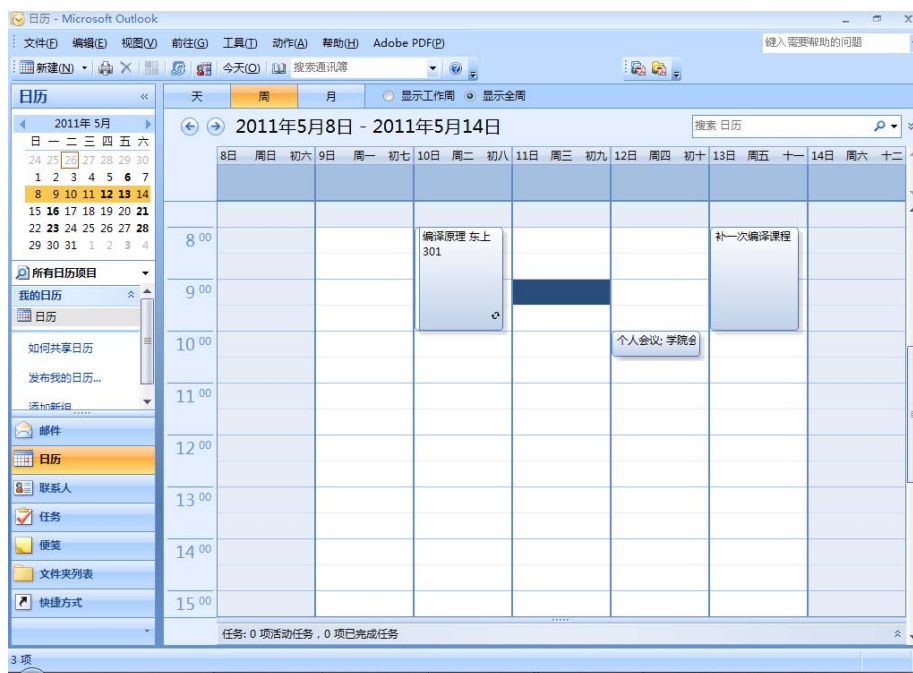 日历 - Microsoft Outlook
文件(F) 编辑(E) 视图(V) 前往(G) 工具(T) 动作(A) 帮助(H) Adobe PDF(P) 键入需要帮助的问题
新建(N) 今天(O) 搜索通讯簿
日历 «
天 周 月 显示工作周 显示全周
2011年 5月
日 一 二 三 四 五 六
24 25 26 27 28 29 30
1 2 3 4 5 6 7
8 9 10 11 12 13 14
15 16 17 18 19 20 21
22 23 24 25 26 27 28
29 30 31 1 2 3 4
所有日历项目
我的日历
日历
如何共享日历
发布我的日历...
添加新组
邮件
日历
联系人
任务
便笺
文件夹列表
快捷方式
2011年5月8日 - 2011年5月14日 搜索 日历
8日 周日 初六 9日 周一 初七 10日 周二 初八 11日 周三 初九 12日 周四 初十 13日 周五 十一 14日 周六 十二
8 00
编译原理 东上
301
补一次编译课程
9 00
10 00
个人会议; 学院会
11 00
12 00
13 00
14 00
15 00
任务: 0 项活动任务，0 项已完成任务
3 项